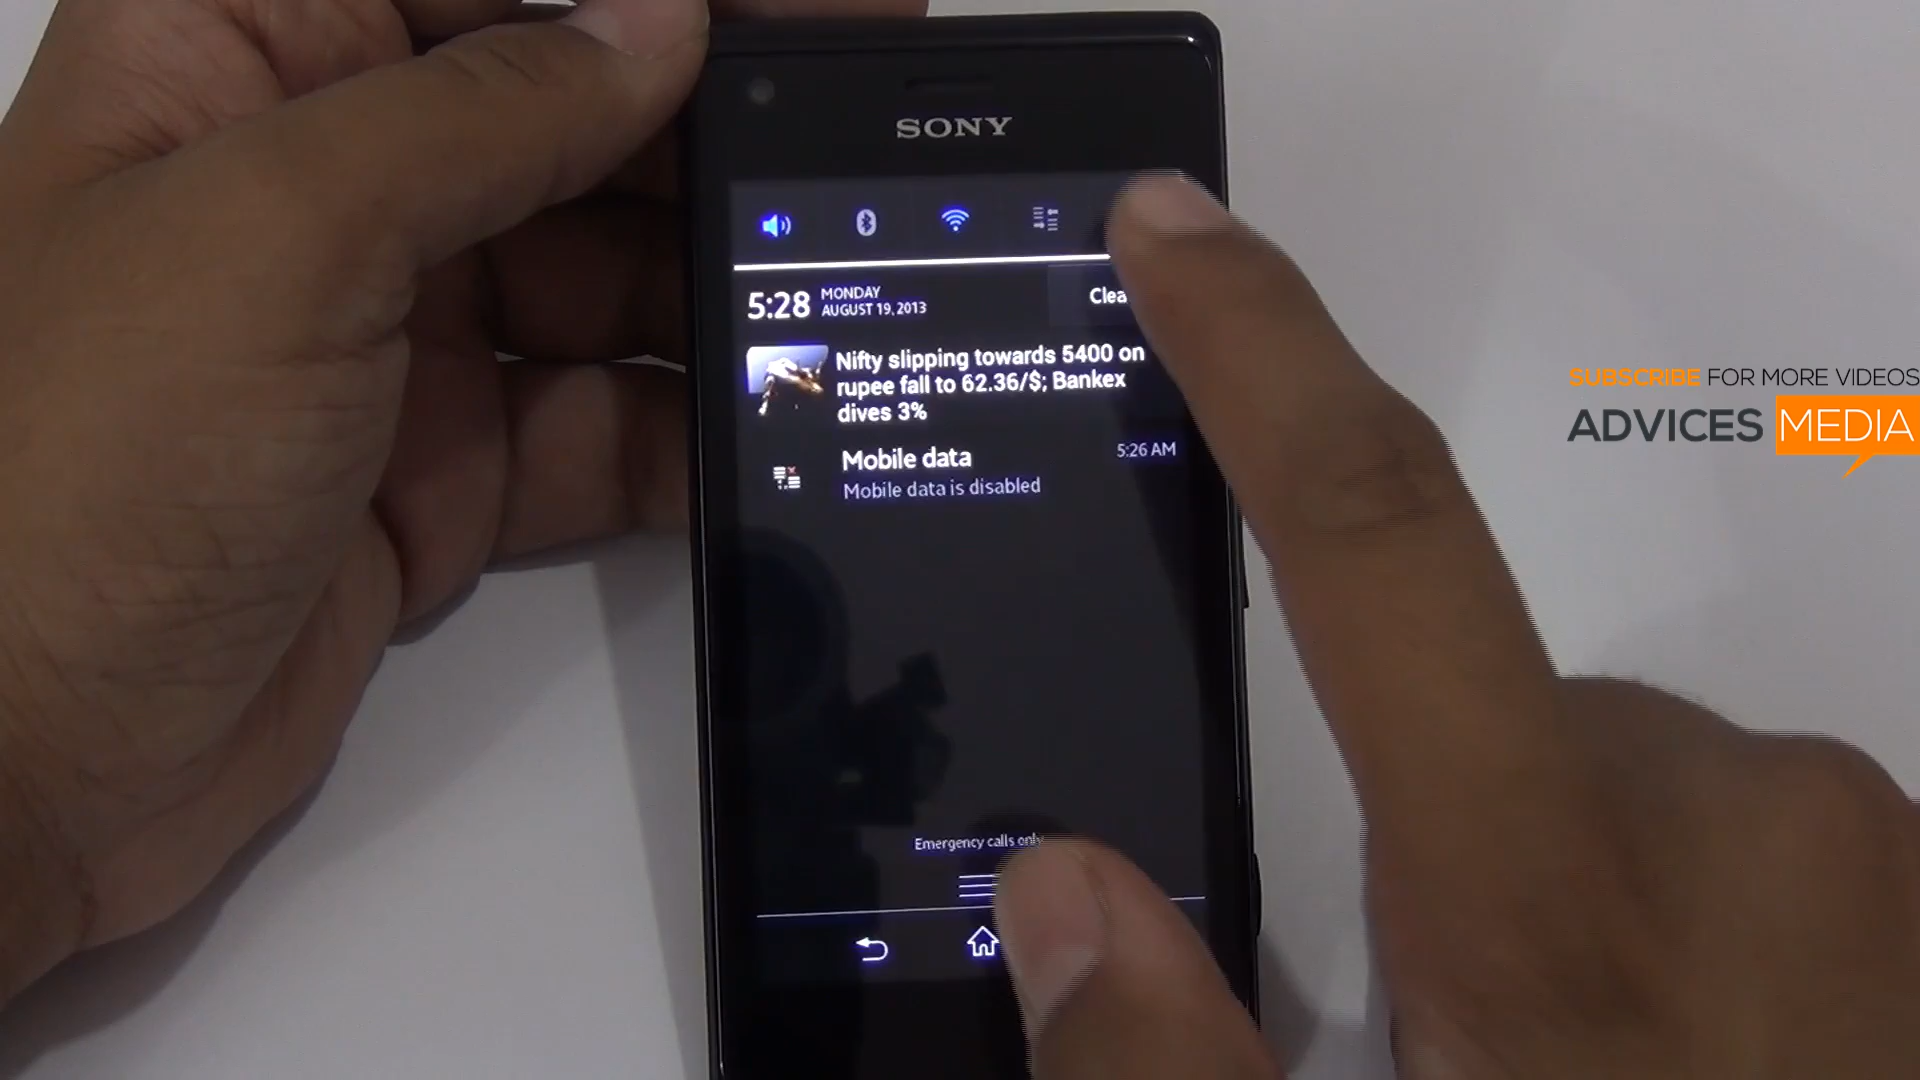 SONY
5:28
MONDAY
AUGUST 19, 2013
Nifty slipping towards 5400 on
rupee fall to 62.36/$; Bankex
dives 3%
Mobile data
5:26 AM
Mobile data is disabled
Emergency calls only
SUBSCRIBE FOR MORE VIDEOS
ADVICES MEDIA